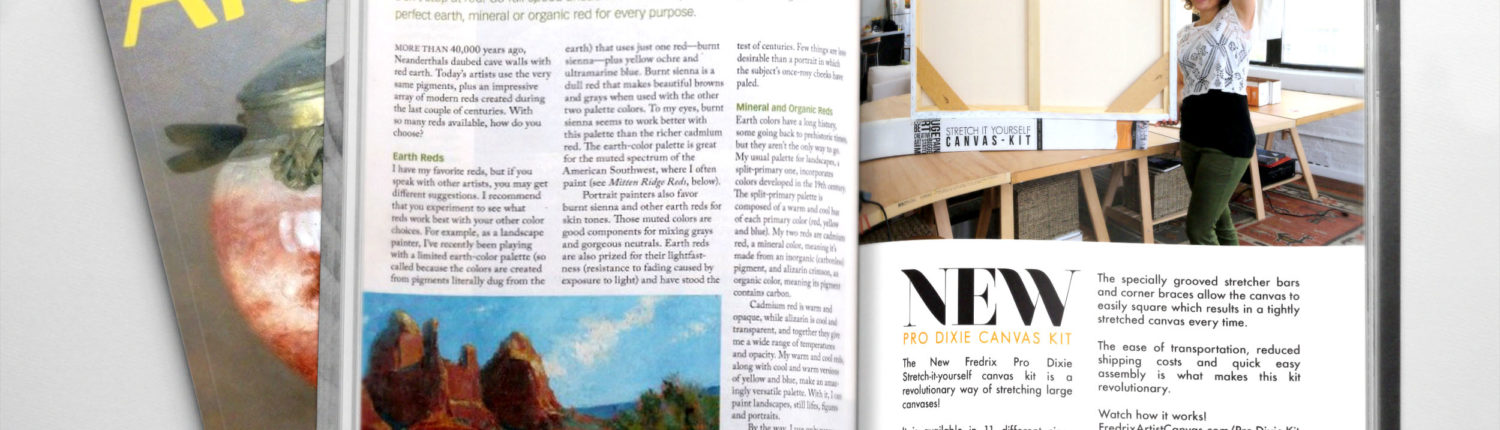 perfect earth, mineral or organic red for every purpose.
MORE THAN 40,000 years ago,
Neanderthals daubed cave walls with
red earth. Today's artists use the very
same pigments, plus an impressive
array of modern reds created during
the last couple of centuries. With
so many reds available, how do you
choose?
Earth Reds
I have my favorite reds, but if you
speak with other artists, you may get
different suggestions. I recommend
that you experiment to see what
reds work best with your other color
choices. For example, as a landscape
painter, I've recently been playing
with a limited earth-color palette (so
called because the colors are created
from pigments literally dug from the
earth) that uses just one red—burnt
sienna—plus yellow ochre and
ultramarine blue. Burnt sienna is a
dull red that makes beautiful browns
and grays when used with the other
two palette colors. To my eyes, burnt
sienna seems to work better with
this palette than the richer cadmium
red. The earth-color palette is great
for the muted spectrum of the
American Southwest, where I often
paint (see Mitten Ridge Reds, below).
Portrait painters also favor
burnt sienna and other earth reds for
skin tones. Those muted colors are
good components for mixing grays
and gorgeous neutrals. Earth reds
are also prized for their lightfast-
ness (resistance to fading caused by
exposure to light) and have stood the
test of centuries. Few things are less
desirable than a portrait in which
the subject's once-rosy cheeks have
paled.
Mineral and Organic Reds
Earth colors have a long history,
some going back to prehistoric times,
but they aren't the only way to go.
My usual palette for landscapes, a
split-primary one, incorporates
colors developed in the 19th century.
The split-primary palette is
composed of a warm and cool hue
of each primary color (red, yellow
and blue). My two reds are cadmium
red, a mineral color, meaning it's
made from an inorganic (carbonless)
pigment, and alizarin crimson, an
organic color, meaning its pigment
contains carbon.
Cadmium red is warm and
opaque, while alizarin is cool and
transparent, and together they give
me a wide range of temperatures
and opacity. My warm and cool reds,
along with cool and warm versions
of yellow and blue, make an amaz-
ingly versatile palette. With it, I can
paint landscapes, still lifes, figures
and portraits.
By the way, I use
STRETCH IT YOURSELF
CANVAS-KIT
NEW
PRO DIXIE CANVAS KIT
The New Fredrix Pro Dixie
Stretch-it-yourself canvas kit is a
revolutionary way of stretching large
canvases!
It is available in 11 different
The specially grooved stretcher bars
and corner braces allow the canvas to
easily square which results in a tightly
stretched canvas every time.
The ease of transportation, reduced
shipping costs and quick easy
assembly is what makes this kit
revolutionary.
Watch how it works!
FredrixArtistCanvas.com/Pro-Dixie-Kit